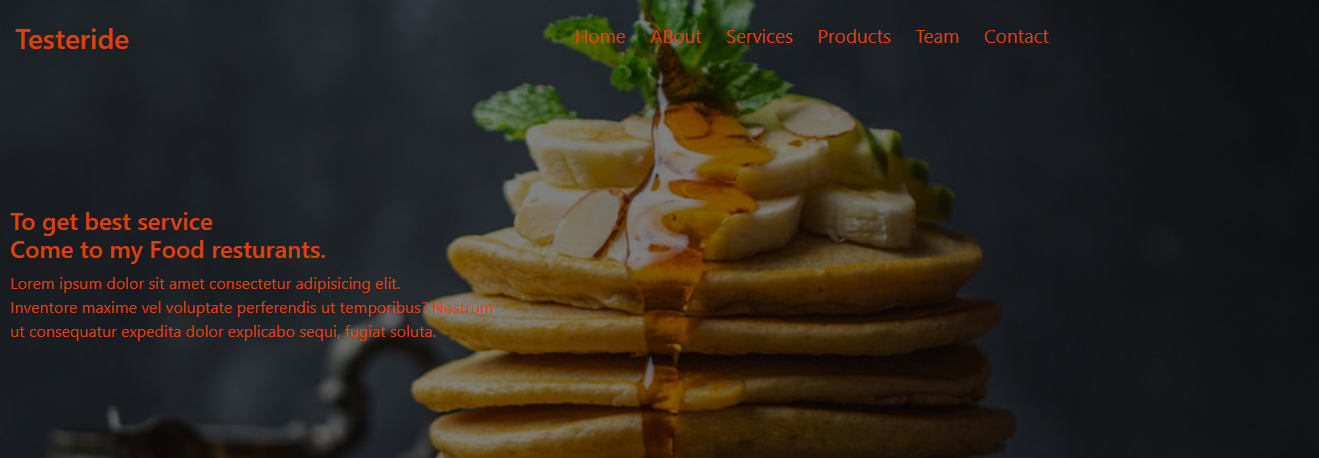 Testeride
Home ABout Services Products Team Contact
To get best service
Come to my Food resturants.
Lorem ipsum dolor sit amet consectetur adipisicing elit.
Inventore maxime vel voluptate perferendis ut temporibus? Nostrum
ut consequatur expedita dolor explicabo sequi, fugiat soluta.